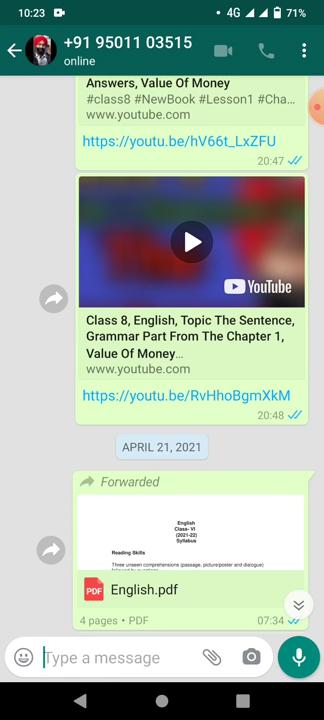 10:23
4G
71%
+91 95011 03515
online
Answers, Value Of Money
#class8 #NewBook #Lesson1 #Cha...
www.youtube.com
https://youtu.be/hV66t_LxZFU
20:47
YouTube
Class 8, English, Topic The Sentence,
Grammar Part From The Chapter 1,
Value Of Money...
www.youtube.com
https://youtu.be/RvHhoBgmXkM
20:48
APRIL 21, 2021
Forwarded
English
Class- VI
(2021-22)
Syllabus
Reading Skills
Three unseen comprehensions (passage, picture/poster and dialogue)
PDF
English.pdf
4 pages • PDF
07:34
Type a message